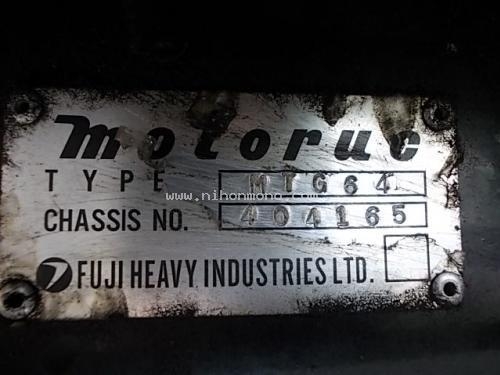 Motoruc
TYPE MTG64
www.nihonmono.com
CHASSIS NO. 404165
FUJI HEAVY INDUSTRIES LTD.